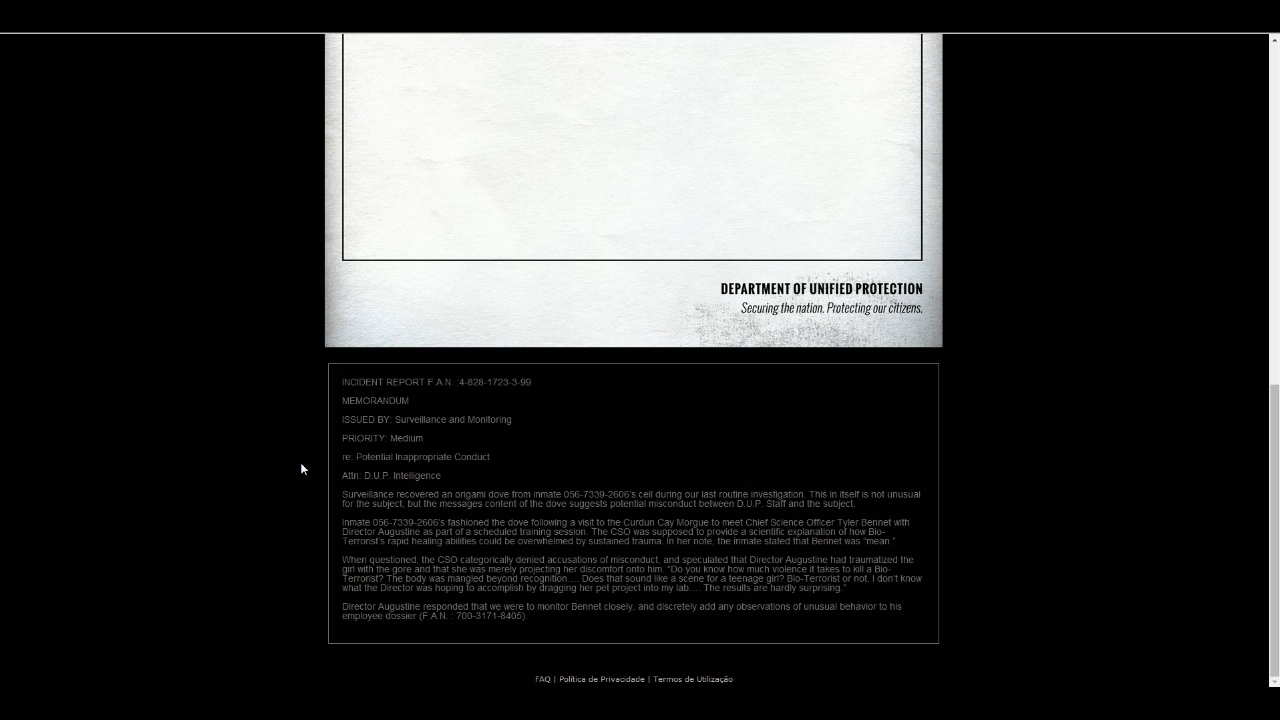 DEPARTMENT OF UNIFIED PROTECTION
Securing the nation. Protecting our citizens.
INCIDENT REPORT F.A.N. :4-828-1723-3-99
MEMORANDUM
ISSUED BY: Surveillance and Monitoring
PRIORITY: Medium
re: Potential Inappropriate Conduct
Attn: D.U.P. Intelligence
Surveillance recovered an origami dove from inmate 056-7339-2606's cell during our last routine investigation. This in itself is not unusual
for the subject, but the messages content of the dove suggests potential misconduct between D.U.P. Staff and the subject.
Inmate 056-7339-2606's fashioned the dove following a visit to the Curdun Cay Morgue to meet Chief Science Officer Tyler Bennet with
Director Augustine as part of a scheduled training session. The CSO was supposed to provide a scientific explanation of how Bio-
Terrorist's rapid healing abilities could be overwhelmed by sustained trauma. In her note, the inmate stated that Bennet was “mean.”
When questioned, the CSO categorically denied accusations of misconduct, and speculated that Director Augustine had traumatized the
girl with the gore and that she was merely projecting her discomfort onto him. “Do you know how much violence it takes to kill a Bio-
Terrorist? The body was mangled beyond recognition.... Does that sound like a scene for a teenage girl? Bio-Terrorist or not, I don't know
what the Director was hoping to accomplish by dragging her pet project into my lab.... The results are hardly surprising.”
Director Augustine responded that we were to monitor Bennet closely, and discretely add any observations of unusual behavior to his
employee dossier (F.A.N. : 700-3171-8405)
FAQ | Política de Privacidade | Termos de Utilização